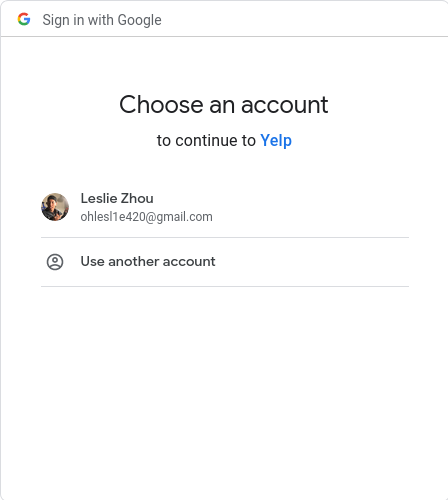 Sign in with Google
Choose an account
to continue to Yelp
Leslie Zhou
ohlesl1e420@gmail.com
Use another account